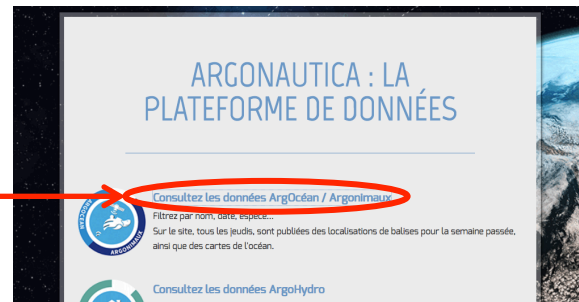 ARGONAUTICA : LA
PLATEFORME DE DONNÉES
Consultez les données ArgOcéan / Argonimaux
Filtrez par nom, date, espèce...
Sur le site, tous les jeudis, sont publiées des localisations de balises pour la semaine passée,
ainsi que des cartes de l'océan.
ARGOCEAN
ARGONIMAUX
Consultez les données ArgoHydro